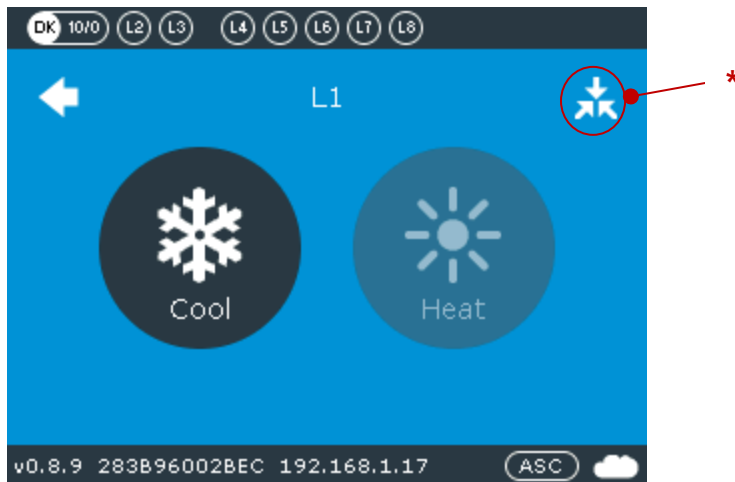 DK 10/0 L2 L3 L4 L5 L6 L7 L8
L1
*
Cool Heat
v0.8.9 283B96002BEC 192.168.1.17 ASC